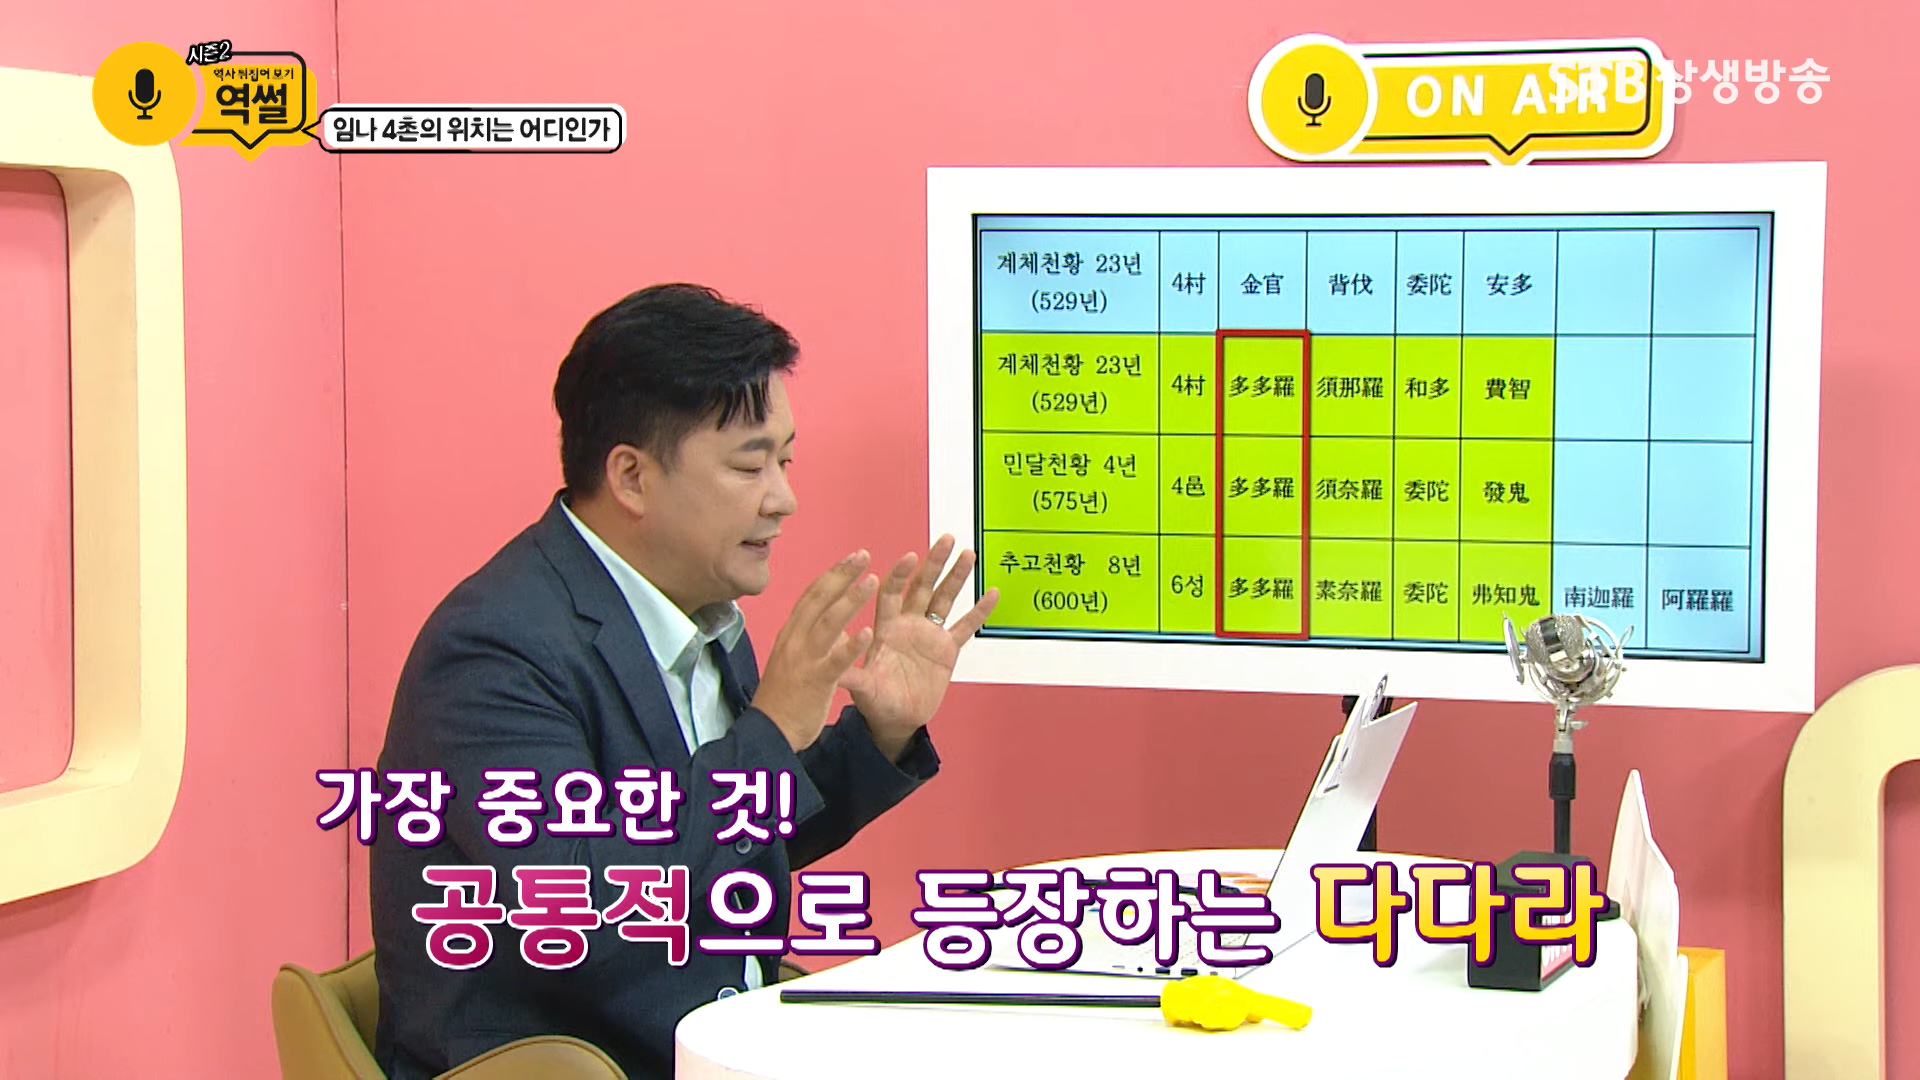 시즌2
역사 뒤집어 보기
역썰
임나 4촌의 위치는 어디인가
ON AIR
STB상생방송
계체천황 23년 (529년) 4村 金官 背伐 委陀 安多
계체천황 23년 (529년) 4村 多多羅 須那羅 和多 費智
민달천황 4년 (575년) 4邑 多多羅 須奈羅 委陀 發鬼
추고천황 8년 (600년) 6성 多多羅 素奈羅 委陀 弗知鬼 南迦羅 阿羅羅
가장 중요한 것!
공통적으로 등장하는 다다라